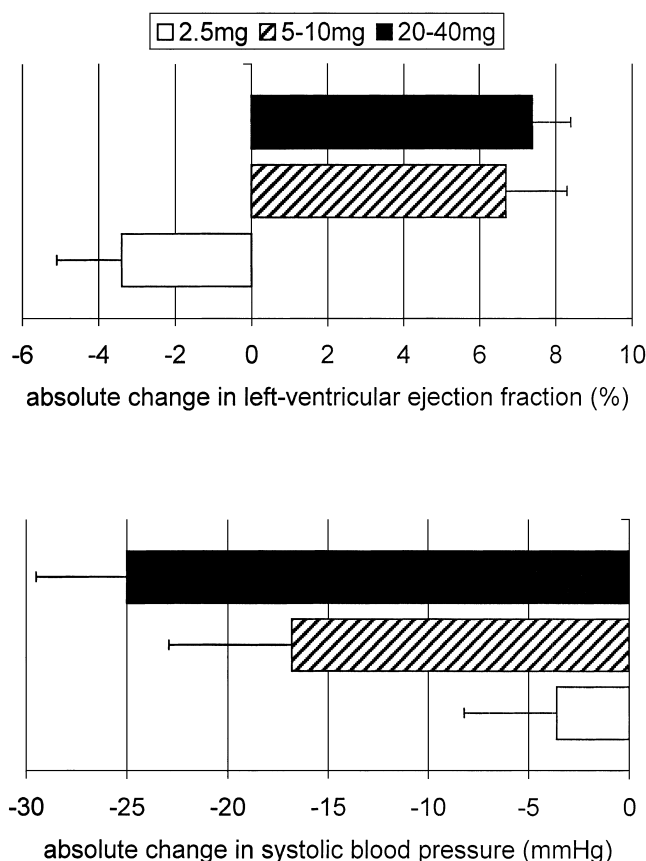 2.5mg 5-10mg 20-40mg
-6 -4 -2 0 2 4 6 8 10
absolute change in left-ventricular ejection fraction (%)
-30 -25 -20 -15 -10 -5 0
absolute change in systolic blood pressure (mmHg)